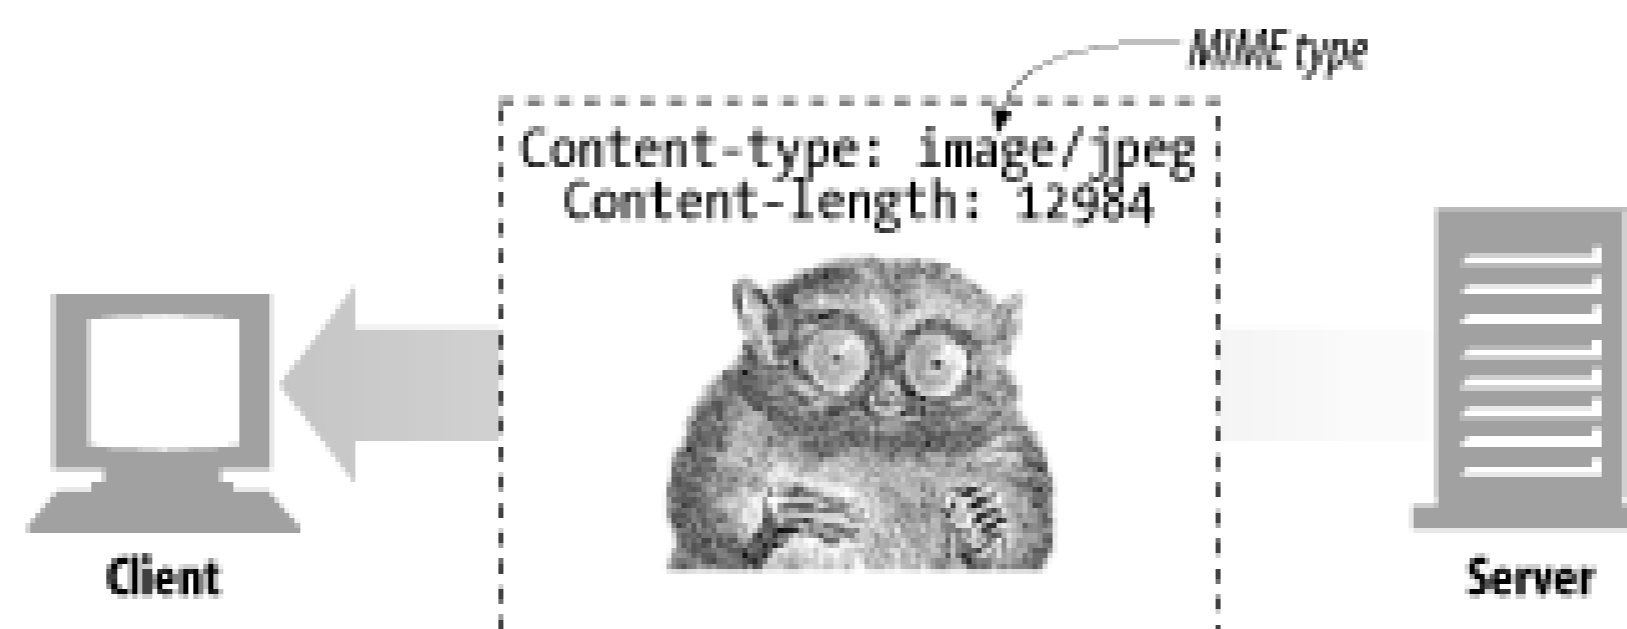 MIME type
Content-type: image/jpeg
Content-length: 12984
Client
Server